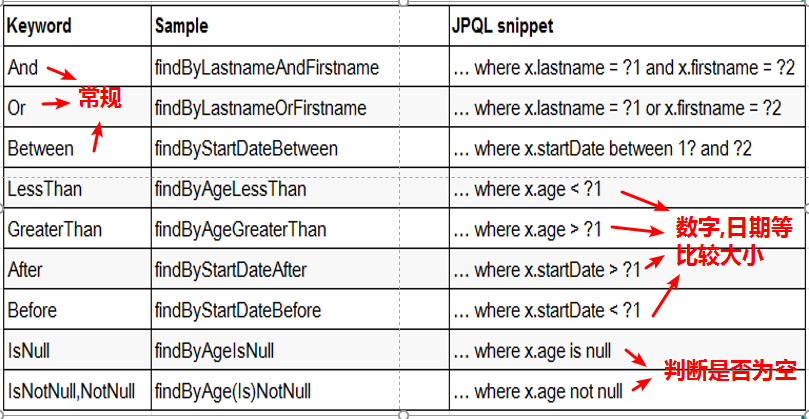 Keyword Sample JPQL snippet
And findByLastnameAndFirstname … where x.lastname = ?1 and x.firstname = ?2
常规
Or findByLastnameOrFirstname … where x.lastname = ?1 or x.firstname = ?2
Between findByStartDateBetween … where x.startDate between 1? and ?2
LessThan findByAgeLessThan … where x.age < ?1
GreaterThan findByAgeGreaterThan … where x.age > ?1
数字,日期等
比较大小
After findByStartDateAfter … where x.startDate > ?1
Before findByStartDateBefore … where x.startDate < ?1
IsNull findByAgeIsNull … where x.age is null
判断是否为空
IsNotNull,NotNull findByAge(Is)NotNull … where x.age not null